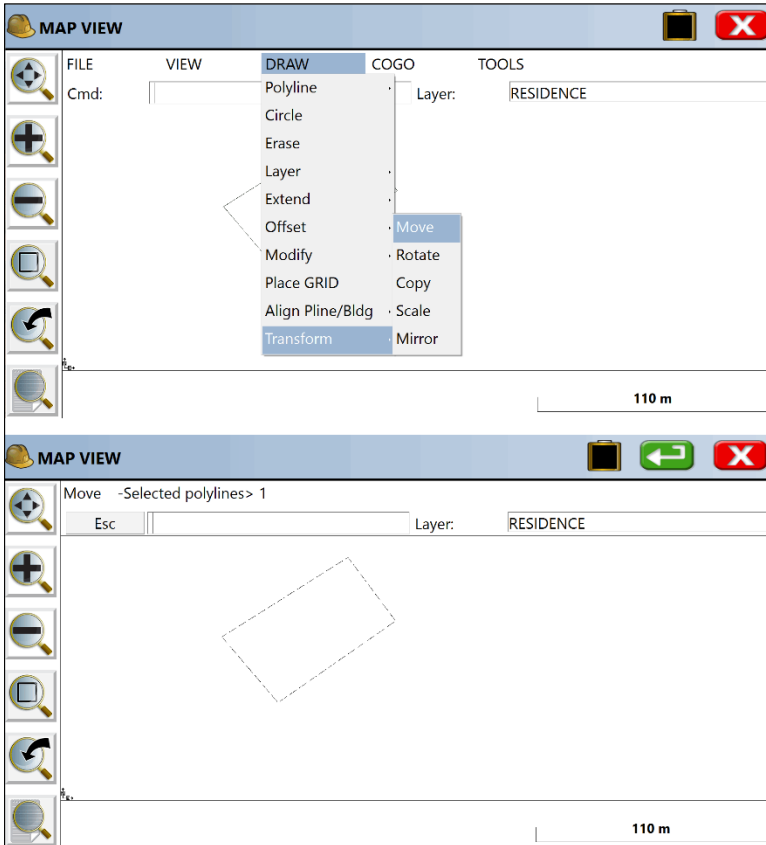 MAP VIEW
FILE VIEW DRAW COGO TOOLS
Cmd: Layer: RESIDENCE
Polyline
Circle
Erase
Layer
Extend
Offset
Modify
Place GRID
Align Pline/Bldg
Transform
Move
Rotate
Copy
Scale
Mirror
110 m
MAP VIEW
Move -Selected polylines> 1
Esc Layer: RESIDENCE
110 m